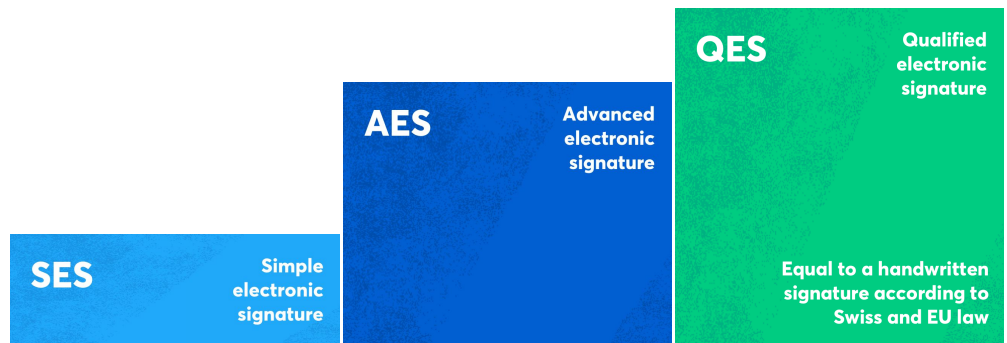 SES
Simple
electronic
signature
AES
Advanced
electronic
signature
QES
Qualified
electronic
signature
Equal to a handwritten
signature according to
Swiss and EU law